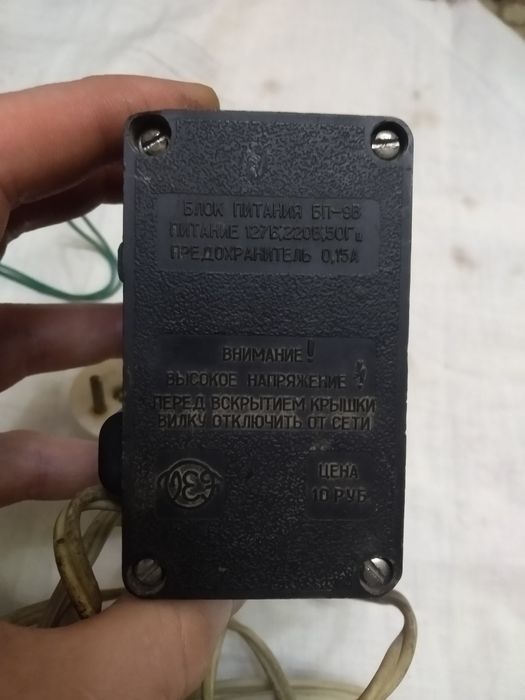 БЛОК ПИТАНИЯ БП-9В
ПИТАНИЕ 127В,220В,50Гц
ПРЕДОХРАНИТЕЛЬ 0,15А
ВНИМАНИЕ!
ВЫСОКОЕ НАПРЯЖЕНИЕ
ПЕРЕД ВСКРЫТИЕМ КРЫШКИ
ВИЛКУ ОТКЛЮЧИТЬ ОТ СЕТИ
ЦЕНА
10 РУБ.